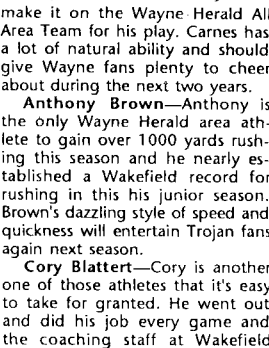 make it on the Wayne Herald All
Area Team for his play. Carnes has
a lot of natural ability and should
give Wayne fans plenty to cheer
about during the next two years.
Anthony Brown—Anthony is
the only Wayne Herald area ath-
lete to gain over 1000 yards rush-
ing this season and he nearly es-
tablished a Wakefield record for
rushing in this his junior season.
Brown's dazzling style of speed and
quickness will entertain Trojan fans
again next season.
Cory Blattert—Cory is another
one of those athletes that it's easy
to take for granted. He went out
and did his job every game and
the coaching staff at Wakefield